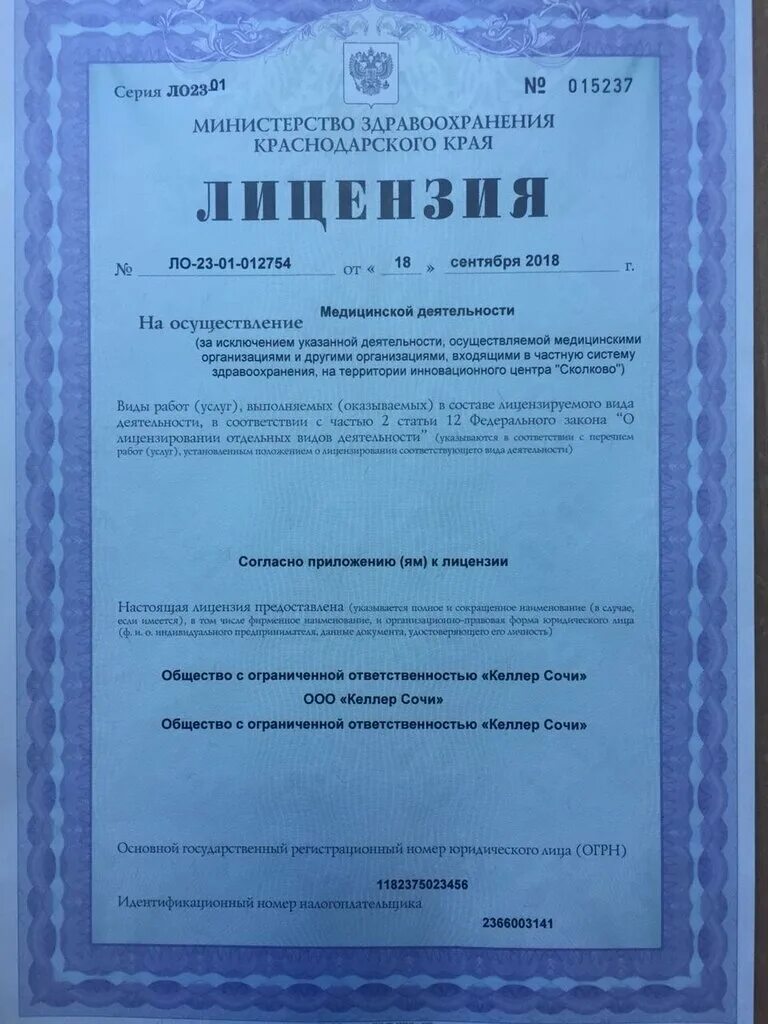 Серия ЛО23-01 № 015237
МИНИСТЕРСТВО ЗДРАВООХРАНЕНИЯ
КРАСНОДАРСКОГО КРАЯ
ЛИЦЕНЗИЯ
№ ЛО-23-01-012754 от « 18 » сентября 2018 г.
На осуществление Медицинской деятельности
(за исключением указанной деятельности, осуществляемой медицинскими
организациями и другими организациями, входящими в частную систему
здравоохранения, на территории инновационного центра "Сколково")
Виды работ (услуг), выполняемых (оказываемых) в составе лицензируемого вида
деятельности, в соответствии с частью 2 статьи 12 Федерального закона "О
лицензировании отдельных видов деятельности" (указываются в соответствии с перечнем
работ (услуг), установленным положением о лицензировании соответствующего вида деятельности)
Согласно приложению (ям) к лицензии
Настоящая лицензия предоставлена (указывается полное и сокращенное наименование (в случае,
если имеется), в том числе фирменное наименование, и организационно-правовая форма юридического лица
(ф. и. о. индивидуального предпринимателя, данные документа, удостоверяющего его личность)
Общество с ограниченной ответственностью «Келлер Сочи»
ООО «Келлер Сочи»
Общество с ограниченной ответственностью «Келлер Сочи»
Основной государственный регистрационный номер юридического лица (ОГРН)
1182375023456
Идентификационный номер налогоплательщика
2366003141